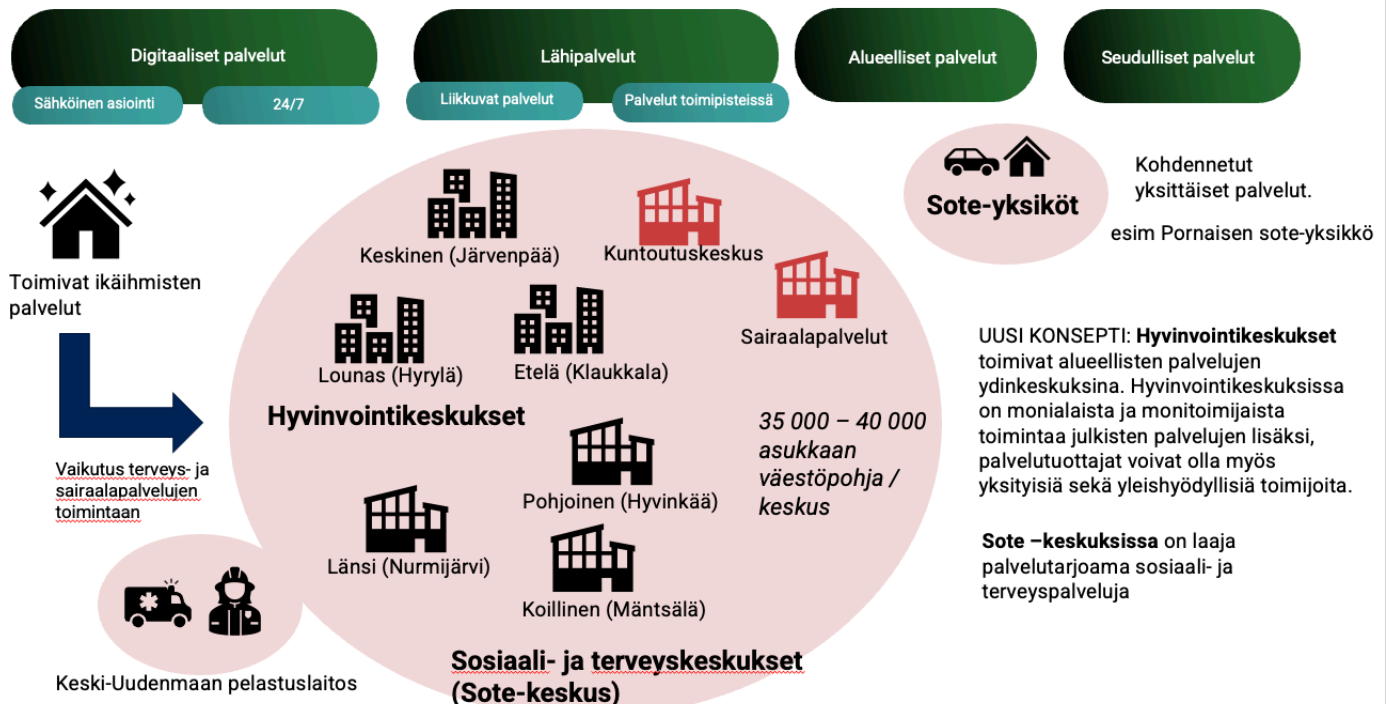 Digitaaliset palvelut
Sähköinen asiointi
24/7
Lähipalvelut
Liikkuvat palvelut
Palvelut toimipisteissä
Alueelliset palvelut
Seudulliset palvelut
Toimivat ikäihmisten
palvelut
Vaikutus terveys- ja
sairaalapalvelujen
toimintaan
Keski-Uudenmaan pelastuslaitos
Keskinen (Järvenpää)
Kuntoutuskeskus
Sairaalapalvelut
Lounas (Hyrylä)
Etelä (Klaukkala)
Hyvinvointikeskukset
35 000 – 40 000
asukkaan
väestöpohja /
keskus
Pohjoinen (Hyvinkää)
Länsi (Nurmijärvi)
Koillinen (Mäntsälä)
Sosiaali- ja terveyskeskukset
(Sote-keskus)
Sote-yksiköt
Kohdennetut
yksittäiset palvelut.
esim Pornaisen sote-yksikkö
UUSI KONSEPTI: Hyvinvointikeskukset
toimivat alueellisten palvelujen
ydinkeskuksina. Hyvinvointikeskuksissa
on monialaista ja monitoimijaista
toimintaa julkisten palvelujen lisäksi,
palvelutuottajat voivat olla myös
yksityisiä sekä yleishyödyllisiä toimijoita.
Sote –keskuksissa on laaja
palvelutarjoama sosiaali- ja
terveyspalveluja